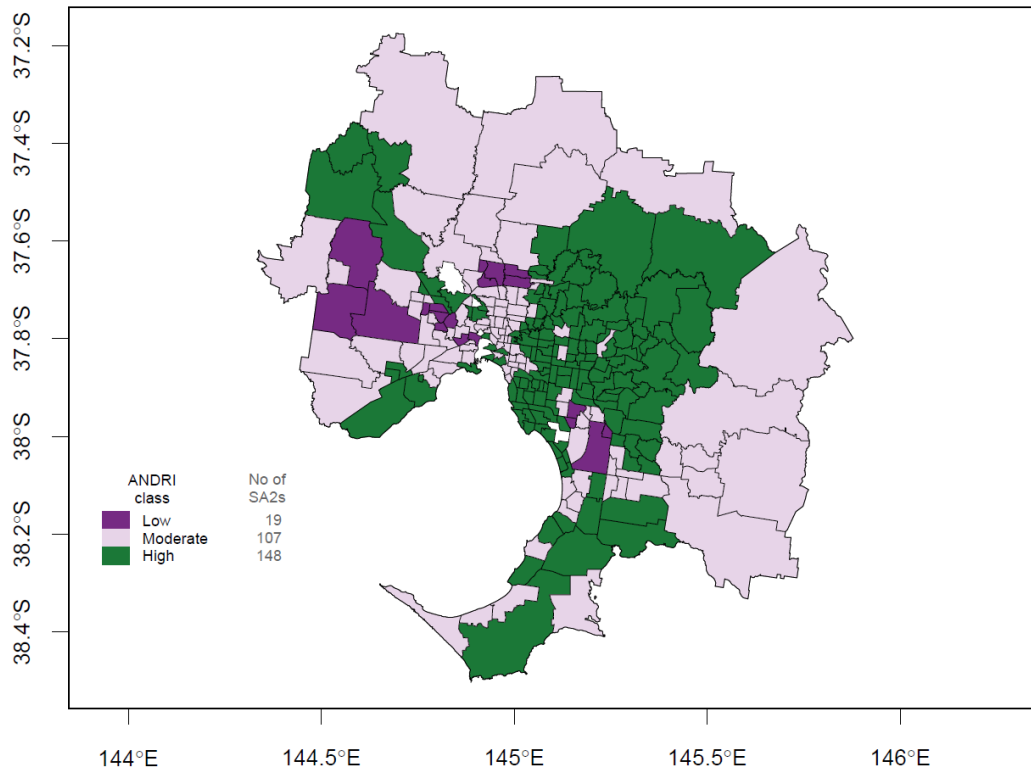 37.2°S
37.4°S
37.6°S
37.8°S
38°S
38.2°S
38.4°S
ANDRI class
No of SA2s
Low 19
Moderate 107
High 148
144°E 144.5°E 145°E 145.5°E 146°E